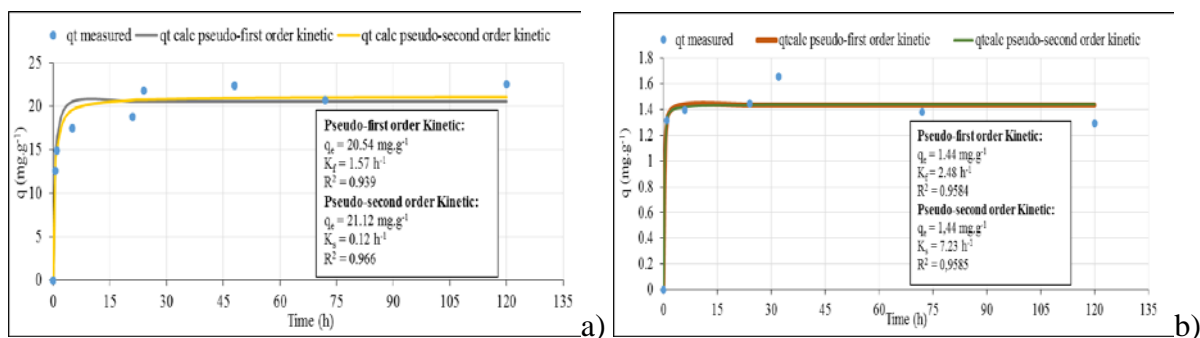 qt measured qt calc pseudo-first order kinetic qt calc pseudo-second order kinetic
q (mg.g-1)
25
20
15
10
5
0
Pseudo-first order Kinetic:
qe = 20.54 mg.g-1
Kf = 1.57 h-1
R2 = 0.939
Pseudo-second order Kinetic:
qe = 21.12 mg.g-1
Ks = 0.12 h-1
R2 = 0.966
0 15 30 45 60 75 90 105 120 135
Time (h)
a)
qt measured qtcalc pseudo-first order kinetic qtcalc pseudo-second order kinetic
q (mg.g-1)
1.8
1.6
1.4
1.2
1
0.8
0.6
0.4
0.2
0
Pseudo-first order Kinetic:
qe = 1.44 mg.g-1
Kf = 2.48 h-1
R2 = 0.9584
Pseudo-second order Kinetic:
qe = 1,44 mg.g-1
Ks = 7.23 h-1
R2 = 0,9585
0 15 30 45 60 75 90 105 120 135
Time (h)
b)